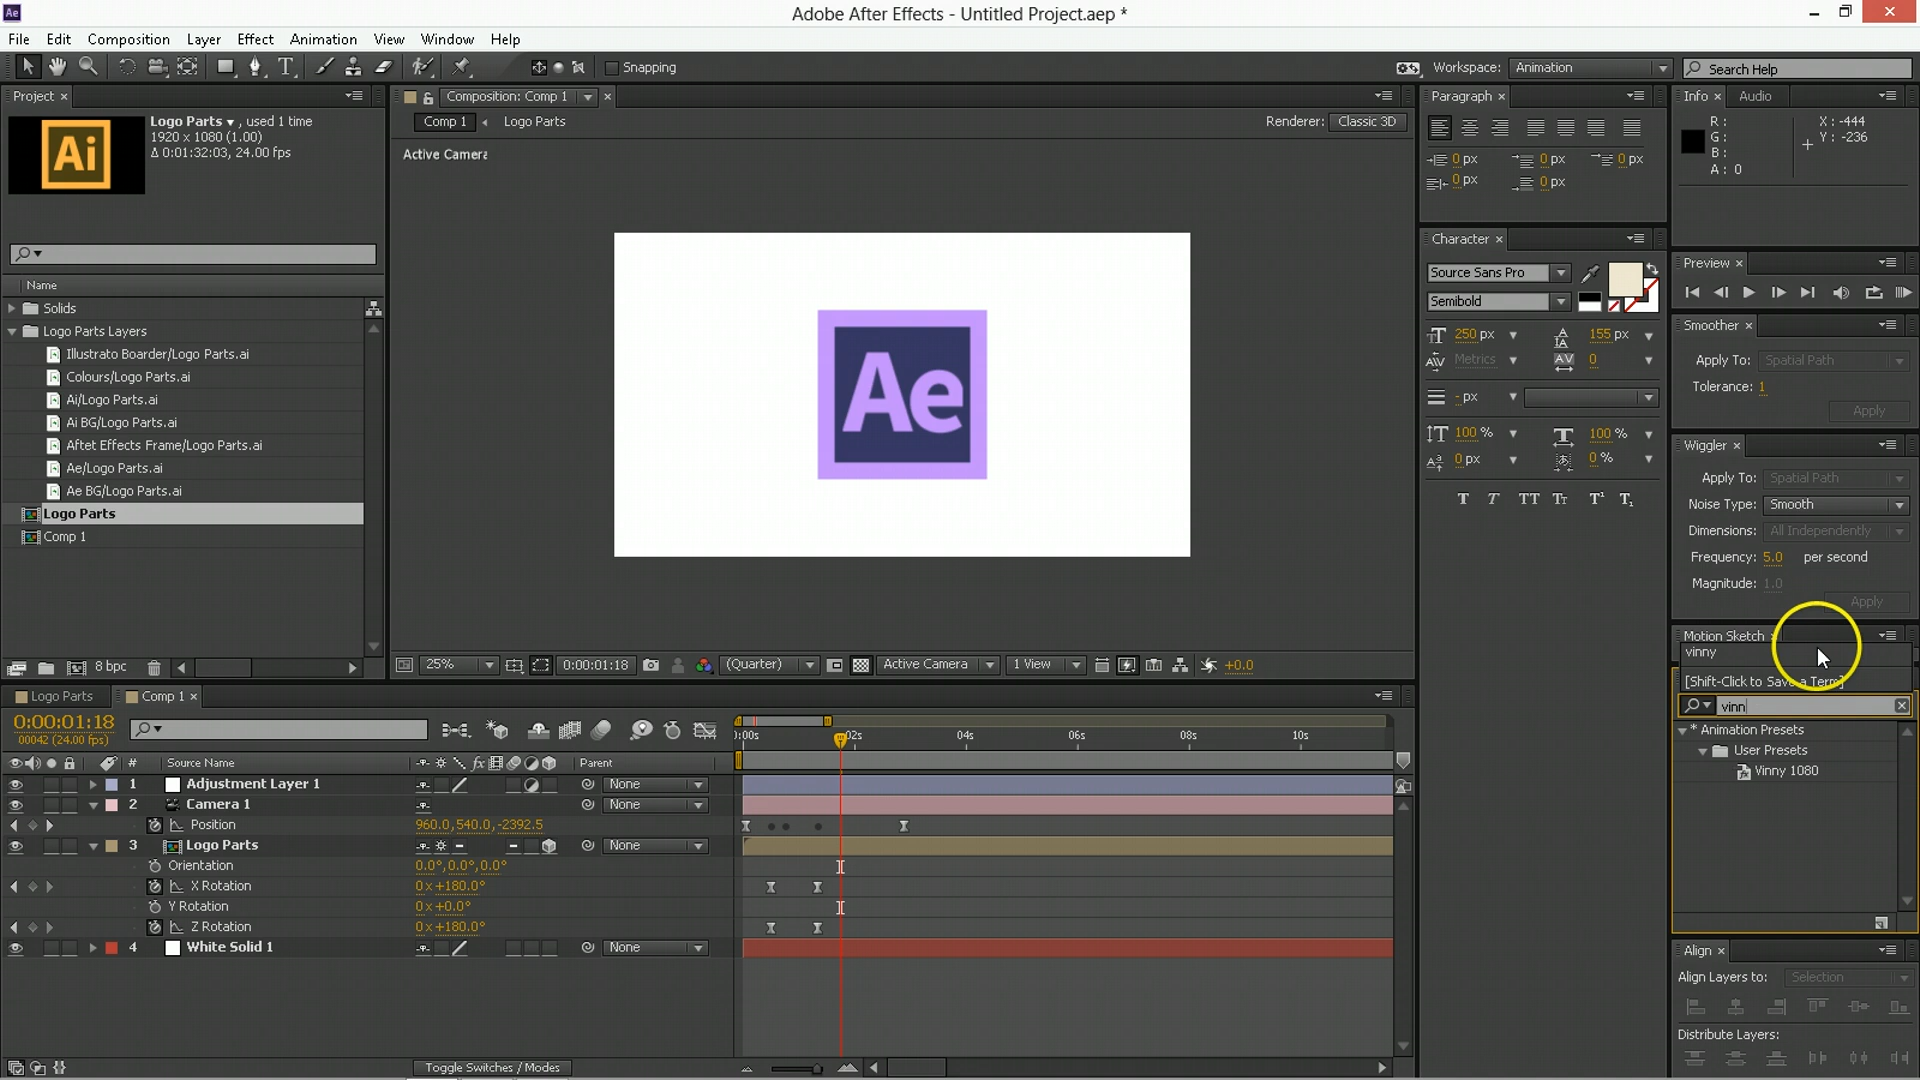 Ae
Adobe After Effects - Untitled Project.aep *
File Edit Composition Layer Effect Animation View Window Help
Snapping
Workspace: Animation
Search Help
Project
Ai
Logo Parts , used 1 time
1920 x 1080 (1.00)
Δ 0:01:32:03, 24.00 fps
Name
Solids
Logo Parts Layers
Illustrato Boarder/Logo Parts.ai
Colours/Logo Parts.ai
Ai/Logo Parts.ai
Ai BG/Logo Parts.ai
Aftet Effects Frame/Logo Parts.ai
Ae/Logo Parts.ai
Ae BG/Logo Parts.ai
Logo Parts
Comp 1
8 bpc
Composition: Comp 1
Comp 1 Logo Parts
Renderer: Classic 3D
Active Camera
Ae
25% 0:00:01:18 (Quarter) Active Camera 1 View +0.0
Paragraph
0 px 0 px 0 px
0 px 0 px
Character
Source Sans Pro
Semibold
250 px 155 px
Metrics 0
- px
100 % 100 %
0 px 0 %
T T TT Tт T¹ T₁
Info Audio
R : X : -444
G : Y : -236
B :
A : 0
Preview
Smoother
Apply To: Spatial Path
Tolerance: 1
Apply
Wiggler
Apply To: Spatial Path
Noise Type: Smooth
Dimensions: All Independently
Frequency: 5.0 per second
Magnitude: 1.0
Apply
Motion Sketch
vinny
[Shift-Click to Save a Term]
vinn
* Animation Presets
User Presets
Vinny 1080
Align
Align Layers to: Selection
Distribute Layers:
Logo Parts Comp 1
0:00:01:18
00042 (24.00 fps)
# Source Name Parent
):00s 02s 04s 06s 08s 10s
1 Adjustment Layer 1 None
2 Camera 1 None
Position 960.0,540.0,-2392.5
3 Logo Parts None
Orientation 0.0°,0.0°,0.0°
X Rotation 0x+180.0°
Y Rotation 0x+0.0°
Z Rotation 0x+180.0°
4 White Solid 1 None
Toggle Switches / Modes